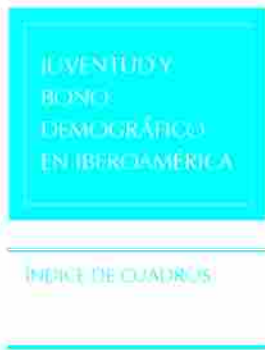 JUVENTUD Y
BONO
DEMOGRÁFICO
EN IBEROAMÉRICA
ÍNDICE DE CUADROS